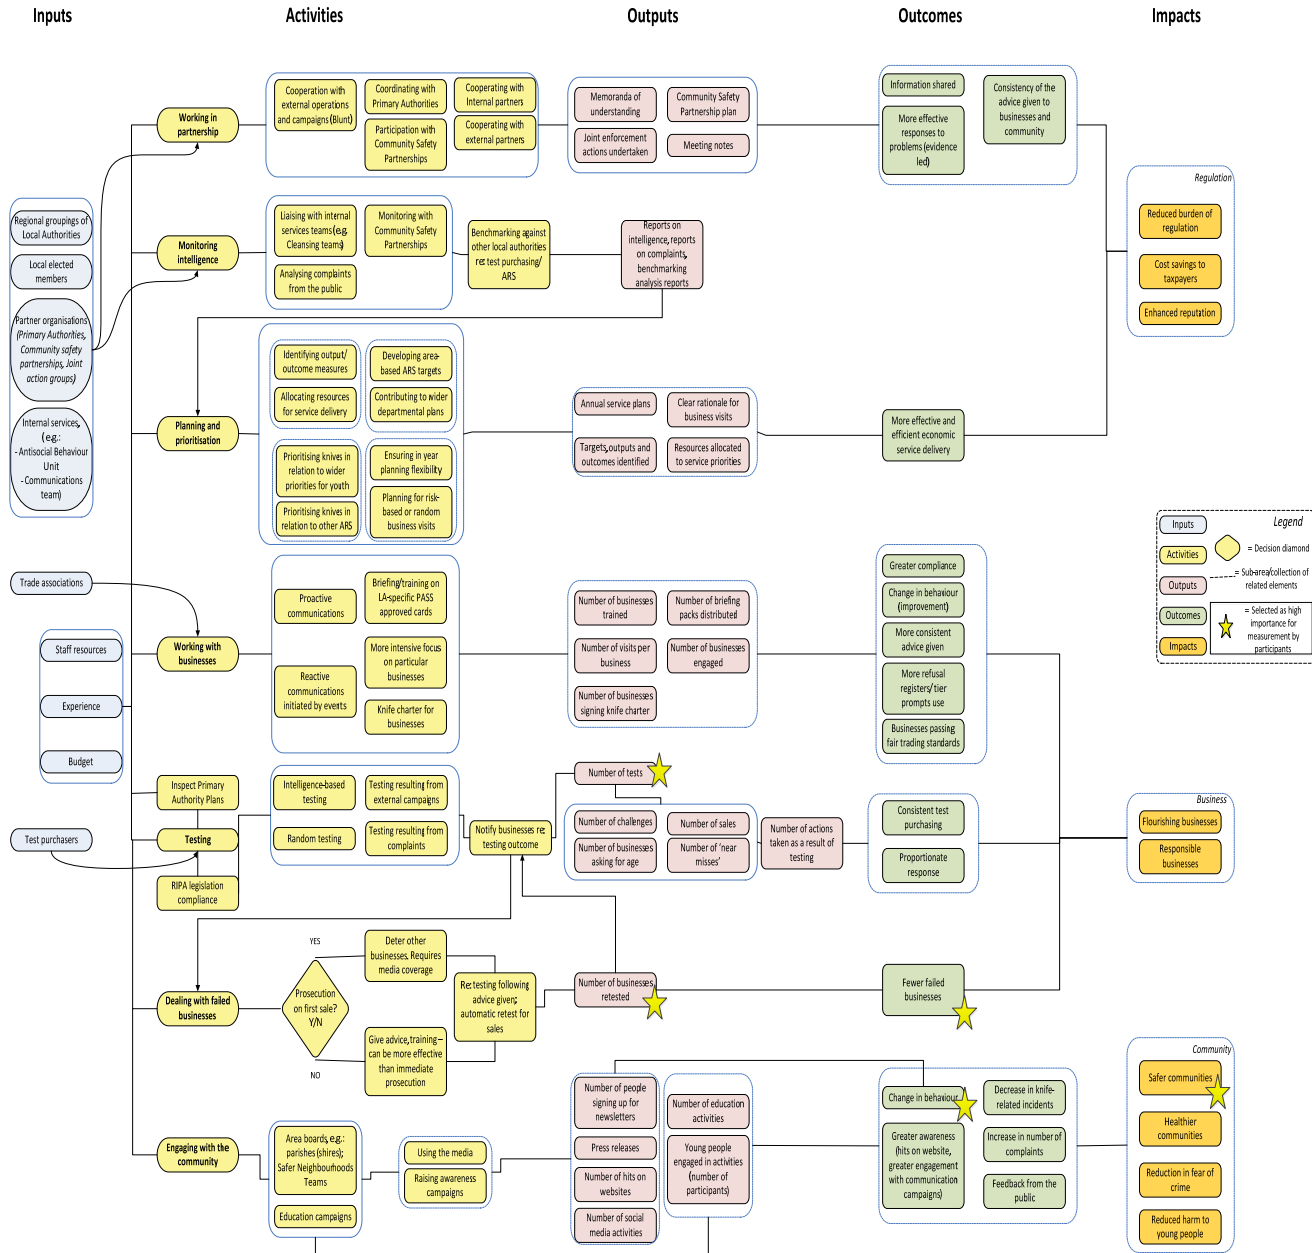 Inputs
Activities
Outputs
Outcomes
Impacts
Working in
partnership
Cooperation with
external operations
and campaigns (Blunt)
Coordinating with
Primary Authorities
Participation with
Community Safety
Partnerships
Cooperating with
Internal partners
Cooperating with
external partners
Memoranda of
understanding
Community Safety
Partnership plan
Joint enforcement
actions undertaken
Meeting notes
Information shared
More effective
responses to
problems (evidence
led)
Consistency of the
advice given to
businesses and
community
Regional groupings of
Local Authorities
Local elected
members
Partner organisations
(Primary Authorities,
Community safety
partnerships, Joint
action groups)
Internal services,
(e.g.:
- Antisocial Behaviour
Unit
- Communications
team)
Monitoring
intelligence
Liaising with internal
services teams (e.g.
Cleansing teams)
Monitoring with
Community Safety
Partnerships
Analysing complaints
from the public
Benchmarking against
other local authorities
re: test purchasing/
ARS
Reports on
intelligence, reports
on complaints,
benchmarking
analysis reports
Regulation
Reduced burden of
regulation
Cost savings to
taxpayers
Enhanced reputation
Planning and
prioritisation
Identifying output/
outcome measures
Allocating resources
for service delivery
Developing area-
based ARS targets
Contributing to wider
departmental plans
Prioritising knives in
relation to wider
priorities for youth
Prioritising knives in
relation to other ARS
Ensuring in year
planning flexibility
Planning for risk-
based or random
business visits
Annual service plans
Clear rationale for
business visits
Targets, outputs and
outcomes identified
Resources allocated
to service priorities
More effective and
efficient economic
service delivery
Legend
Inputs
Activities
Outputs
Outcomes
Impacts
= Decision diamond
= Sub-area/collection of
related elements
= Selected as high
importance for
measurement by
participants
Trade associations
Staff resources
Experience
Budget
Test purchasers
Working with
businesses
Proactive
communications
Briefing/training on
LA-specific PASS
approved cards
Reactive
communications
initiated by events
More intensive focus
on particular
businesses
Knife charter for
businesses
Number of businesses
trained
Number of briefing
packs distributed
Number of visits per
business
Number of businesses
engaged
Number of businesses
signing knife charter
Greater compliance
Change in behaviour
(improvement)
More consistent
advice given
More refusal
registers/tier
prompts use
Businesses passing
fair trading standards
Inspect Primary
Authority Plans
Testing
RIPA legislation
compliance
Intelligence-based
testing
Testing resulting from
external campaigns
Random testing
Testing resulting from
complaints
Notify businesses re:
testing outcome
Number of tests
Number of challenges
Number of sales
Number of businesses
asking for age
Number of ‘near
misses’
Number of actions
taken as a result of
testing
Consistent test
purchasing
Proportionate
response
Business
Flourishing businesses
Responsible
businesses
Dealing with failed
businesses
YES
Prosecution
on first sale?
Y/N
NO
Deter other
businesses. Requires
media coverage
Give advice, training –
can be more effective
than immediate
prosecution
Re: testing following
advice given;
automatic retest for
sales
Number of businesses
retested
Fewer failed
businesses
Engaging with the
community
Area boards, e.g.:
parishes (shires);
Safer Neighbourhoods
Teams
Education campaigns
Using the media
Raising awareness
campaigns
Number of people
signing up for
newsletters
Press releases
Number of hits on
websites
Number of social
media activities
Number of education
activities
Young people
engaged in activities
(number of
participants)
Change in behaviour
Greater awareness
(hits on website,
greater engagement
with communication
campaigns)
Decrease in knife-
related incidents
Increase in number of
complaints
Feedback from the
public
Community
Safer communities
Healthier
communities
Reduction in fear of
crime
Reduced harm to
young people